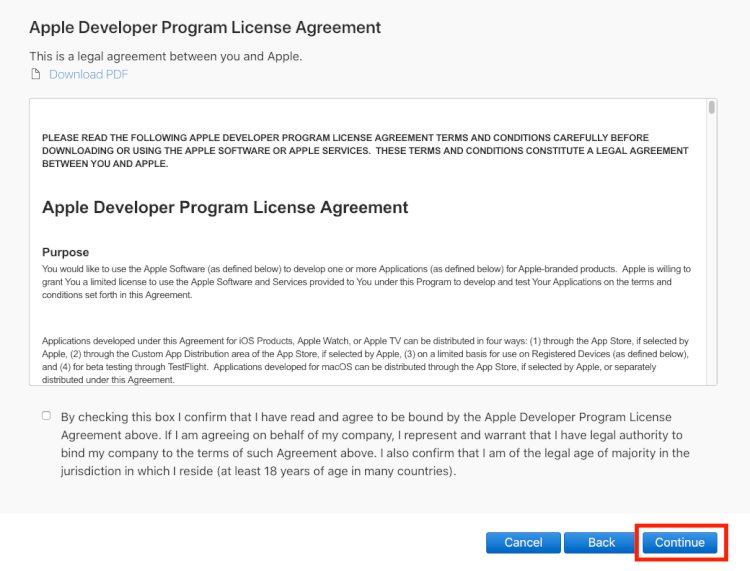 Apple Developer Program License Agreement
This is a legal agreement between you and Apple.
Download PDF
PLEASE READ THE FOLLOWING APPLE DEVELOPER PROGRAM LICENSE AGREEMENT TERMS AND CONDITIONS CAREFULLY BEFORE
DOWNLOADING OR USING THE APPLE SOFTWARE OR APPLE SERVICES.  THESE TERMS AND CONDITIONS CONSTITUTE A LEGAL AGREEMENT
BETWEEN YOU AND APPLE.
Apple Developer Program License Agreement
Purpose
You would like to use the Apple Software (as defined below) to develop one or more Applications (as defined below) for Apple-branded products.  Apple is willing to
grant You a limited license to use the Apple Software and Services provided to You under this Program to develop and test Your Applications on the terms and
conditions set forth in this Agreement.
Applications developed under this Agreement for iOS Products, Apple Watch, or Apple TV can be distributed in four ways: (1) through the App Store, if selected by
Apple, (2) through the Custom App Distribution area of the App Store, if selected by Apple, (3) on a limited basis for use on Registered Devices (as defined below),
and (4) for beta testing through TestFlight.  Applications developed for macOS can be distributed through the App Store, if selected by Apple, or separately
distributed under this Agreement.
By checking this box I confirm that I have read and agree to be bound by the Apple Developer Program License
Agreement above. If I am agreeing on behalf of my company, I represent and warrant that I have legal authority to
bind my company to the terms of such Agreement above. I also confirm that I am of the legal age of majority in the
jurisdiction in which I reside (at least 18 years of age in many countries).
Cancel Back Continue